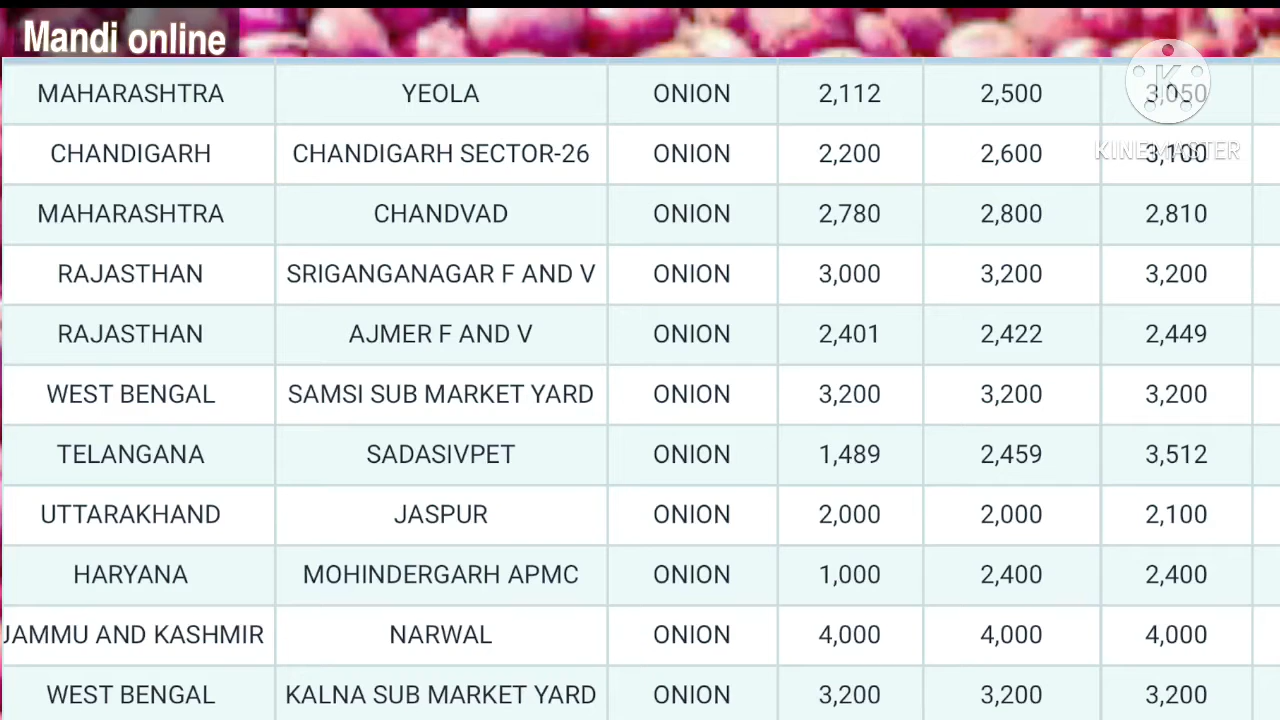 Mandi online
MAHARASHTRA YEOLA ONION 2,112 2,500 3,050
CHANDIGARH CHANDIGARH SECTOR-26 ONION 2,200 2,600 3,100
KINEMASTER
MAHARASHTRA CHANDVAD ONION 2,780 2,800 2,810
RAJASTHAN SRIGANGANAGAR F AND V ONION 3,000 3,200 3,200
RAJASTHAN AJMER F AND V ONION 2,401 2,422 2,449
WEST BENGAL SAMSI SUB MARKET YARD ONION 3,200 3,200 3,200
TELANGANA SADASIVPET ONION 1,489 2,459 3,512
UTTARAKHAND JASPUR ONION 2,000 2,000 2,100
HARYANA MOHINDERGARH APMC ONION 1,000 2,400 2,400
JAMMU AND KASHMIR NARWAL ONION 4,000 4,000 4,000
WEST BENGAL KALNA SUB MARKET YARD ONION 3,200 3,200 3,200